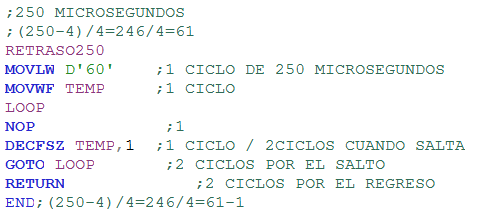 ;250 MICROSEGUNDOS
;(250-4)/4=246/4=61
RETRASO250
MOVLW D'60' ;1 CICLO DE 250 MICROSEGUNDOS
MOVWF TEMP ;1 CICLO
LOOP
NOP ;1
DECFSZ TEMP,1 ;1 CICLO / 2CICLOS CUANDO SALTA
GOTO LOOP ;2 CICLOS POR EL SALTO
RETURN ;2 CICLOS POR EL REGRESO
END;(250-4)/4=246/4=61-1